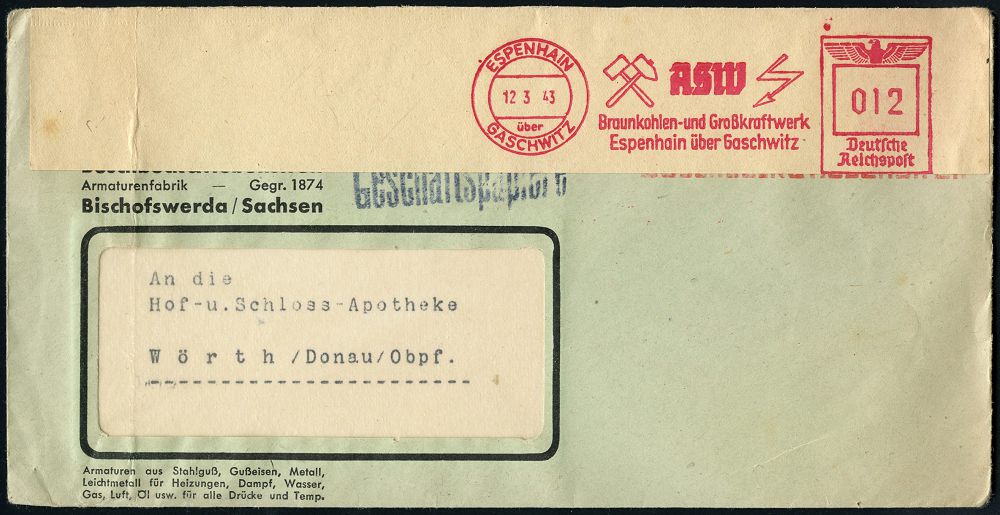 ESPENHAIN
12 3 43
über
GASCHWITZ
ASW
Braunkohlen-und Großkraftwerk
Espenhain über Gaschwitz
012
Deutsche
Reichspost
Armaturenfabrik — Gegr. 1874
Bischofswerda / Sachsen
Geschäftspapiere
An die
Hof-u.Schloss-Apotheke
W ö r t h /Donau/Obpf.
Armaturen aus Stahlguß, Gußeisen, Metall,
Leichtmetall für Heizungen, Dampf, Wasser,
Gas, Luft, Öl usw. für alle Drücke und Temp.